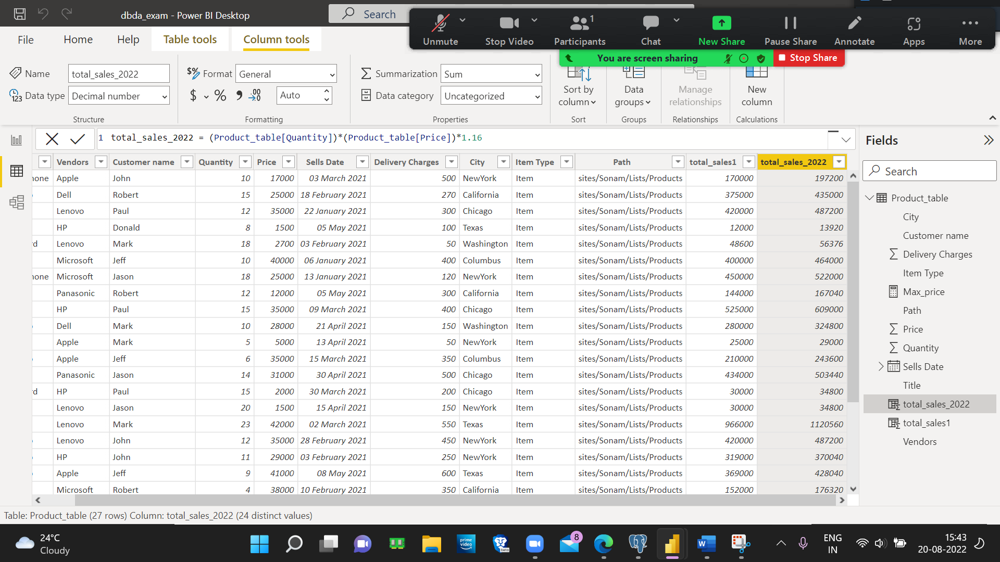 dbda_exam - Power BI Desktop
Search
Unmute
Stop Video
Participants
1
Chat
New Share
Pause Share
Annotate
Apps
More
You are screen sharing
Stop Share
File
Home
Help
Table tools
Column tools
Name
total_sales_2022
Data type
Decimal number
Structure
Format
General
$
%
Auto
Formatting
Summarization
Sum
Data category
Uncategorized
Properties
Sort by
column
Sort
Data
groups
Groups
Manage
relationships
Relationships
New
column
Calculations
1 total_sales_2022 = (Product_table[Quantity])*(Product_table[Price])*1.16
Vendors Customer name Quantity Price Sells Date Delivery Charges City Item Type Path total_sales1 total_sales_2022
none Apple John 10 17000 03 March 2021 500 NewYork Item sites/Sonam/Lists/Products 170000 197200
Dell Robert 15 25000 18 February 2021 270 California Item sites/Sonam/Lists/Products 375000 435000
Lenovo Paul 12 35000 22 January 2021 300 Chicago Item sites/Sonam/Lists/Products 420000 487200
HP Donald 8 1500 05 May 2021 100 Texas Item sites/Sonam/Lists/Products 12000 13920
rd Lenovo Mark 18 2700 03 February 2021 50 Washington Item sites/Sonam/Lists/Products 48600 56376
Microsoft Jeff 10 40000 06 January 2021 400 Columbus Item sites/Sonam/Lists/Products 400000 464000
none Microsoft Jason 18 25000 13 January 2021 120 NewYork Item sites/Sonam/Lists/Products 450000 522000
Panasonic Robert 12 12000 05 May 2021 300 California Item sites/Sonam/Lists/Products 144000 167040
HP Paul 15 35000 09 March 2021 400 Chicago Item sites/Sonam/Lists/Products 525000 609000
Dell Mark 10 28000 21 April 2021 150 Washington Item sites/Sonam/Lists/Products 280000 324800
Apple Mark 5 5000 13 April 2021 50 NewYork Item sites/Sonam/Lists/Products 25000 29000
Apple Jeff 6 35000 15 March 2021 350 Columbus Item sites/Sonam/Lists/Products 210000 243600
Panasonic Jason 14 31000 30 April 2021 500 Chicago Item sites/Sonam/Lists/Products 434000 503440
rd HP Paul 15 2000 30 March 2021 200 Chicago Item sites/Sonam/Lists/Products 30000 34800
Lenovo Jason 20 1500 15 April 2021 150 NewYork Item sites/Sonam/Lists/Products 30000 34800
Lenovo Mark 23 42000 02 March 2021 550 Texas Item sites/Sonam/Lists/Products 966000 1120560
Lenovo John 12 35000 28 February 2021 450 NewYork Item sites/Sonam/Lists/Products 420000 487200
HP John 11 29000 03 February 2021 250 NewYork Item sites/Sonam/Lists/Products 319000 370040
Apple Jeff 9 41000 08 May 2021 600 Texas Item sites/Sonam/Lists/Products 369000 428040
Microsoft Robert 4 38000 10 February 2021 350 California Item sites/Sonam/Lists/Products 152000 176320
Fields
Search
Product_table
City
Customer name
Delivery Charges
Item Type
Max_price
Path
Price
Quantity
Sells Date
Title
total_sales_2022
total_sales1
Vendors
Table: Product_table (27 rows) Column: total_sales_2022 (24 distinct values)
24°C
Cloudy
prime video
beta
8
W
ENG
IN
15:43
20-08-2022